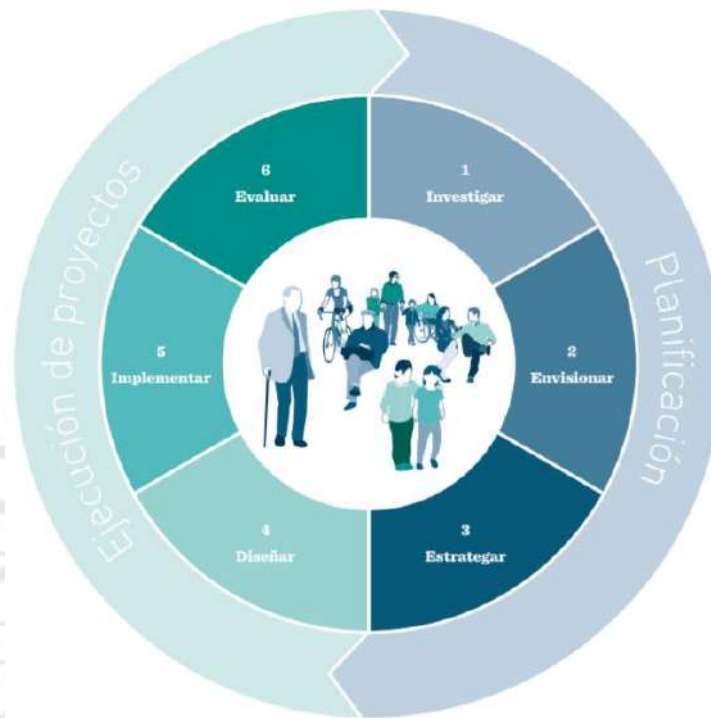 Planificación
Ejecución de proyectos
1
Investigar
2
Envisionar
3
Estrategar
4
Diseñar
5
Implementar
6
Evaluar